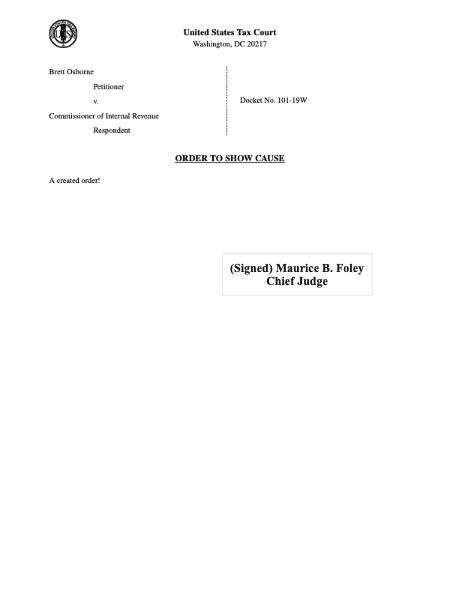 United States Tax Court
Washington, DC 20217
Brett Osborne
Petitioner
v.
Commissioner of Internal Revenue
Respondent
Docket No. 101-19W
ORDER TO SHOW CAUSE
A created order!
(Signed) Maurice B. Foley
Chief Judge